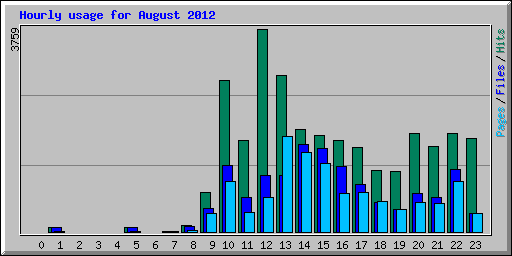 Hourly usage for August 2012
3759
Pages / Files / Hits
0 1 2 3 4 5 6 7 8 9 10 11 12 13 14 15 16 17 18 19 20 21 22 23